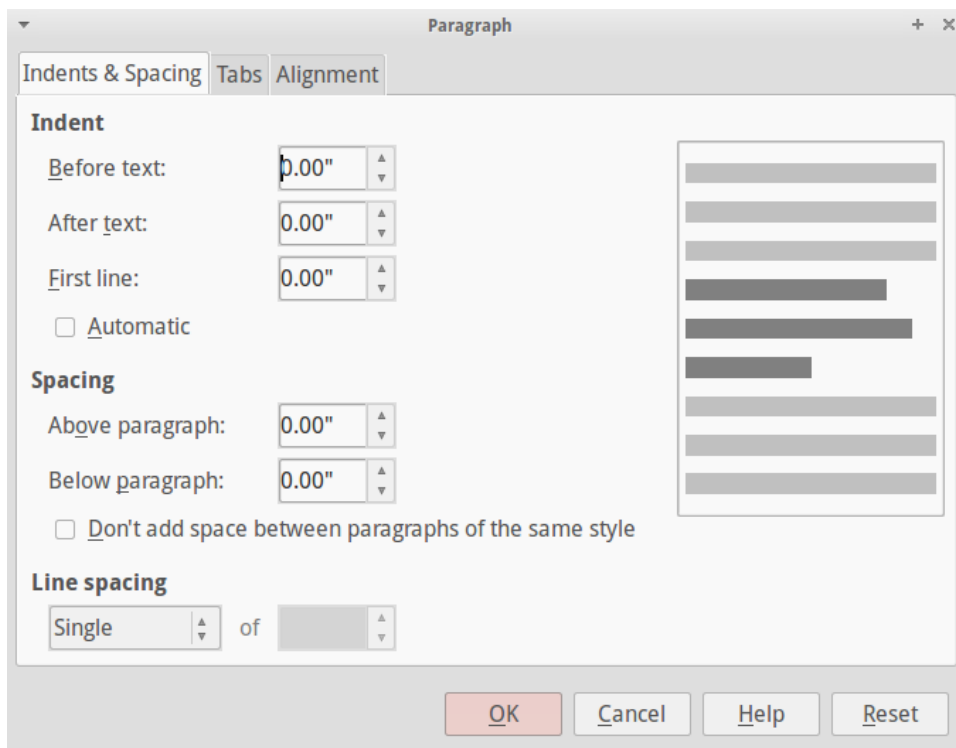 Paragraph
Indents & Spacing Tabs Alignment
Indent
Before text: 0.00"
After text: 0.00"
First line: 0.00"
Automatic
Spacing
Above paragraph: 0.00"
Below paragraph: 0.00"
Don't add space between paragraphs of the same style
Line spacing
Single of
OK Cancel Help Reset